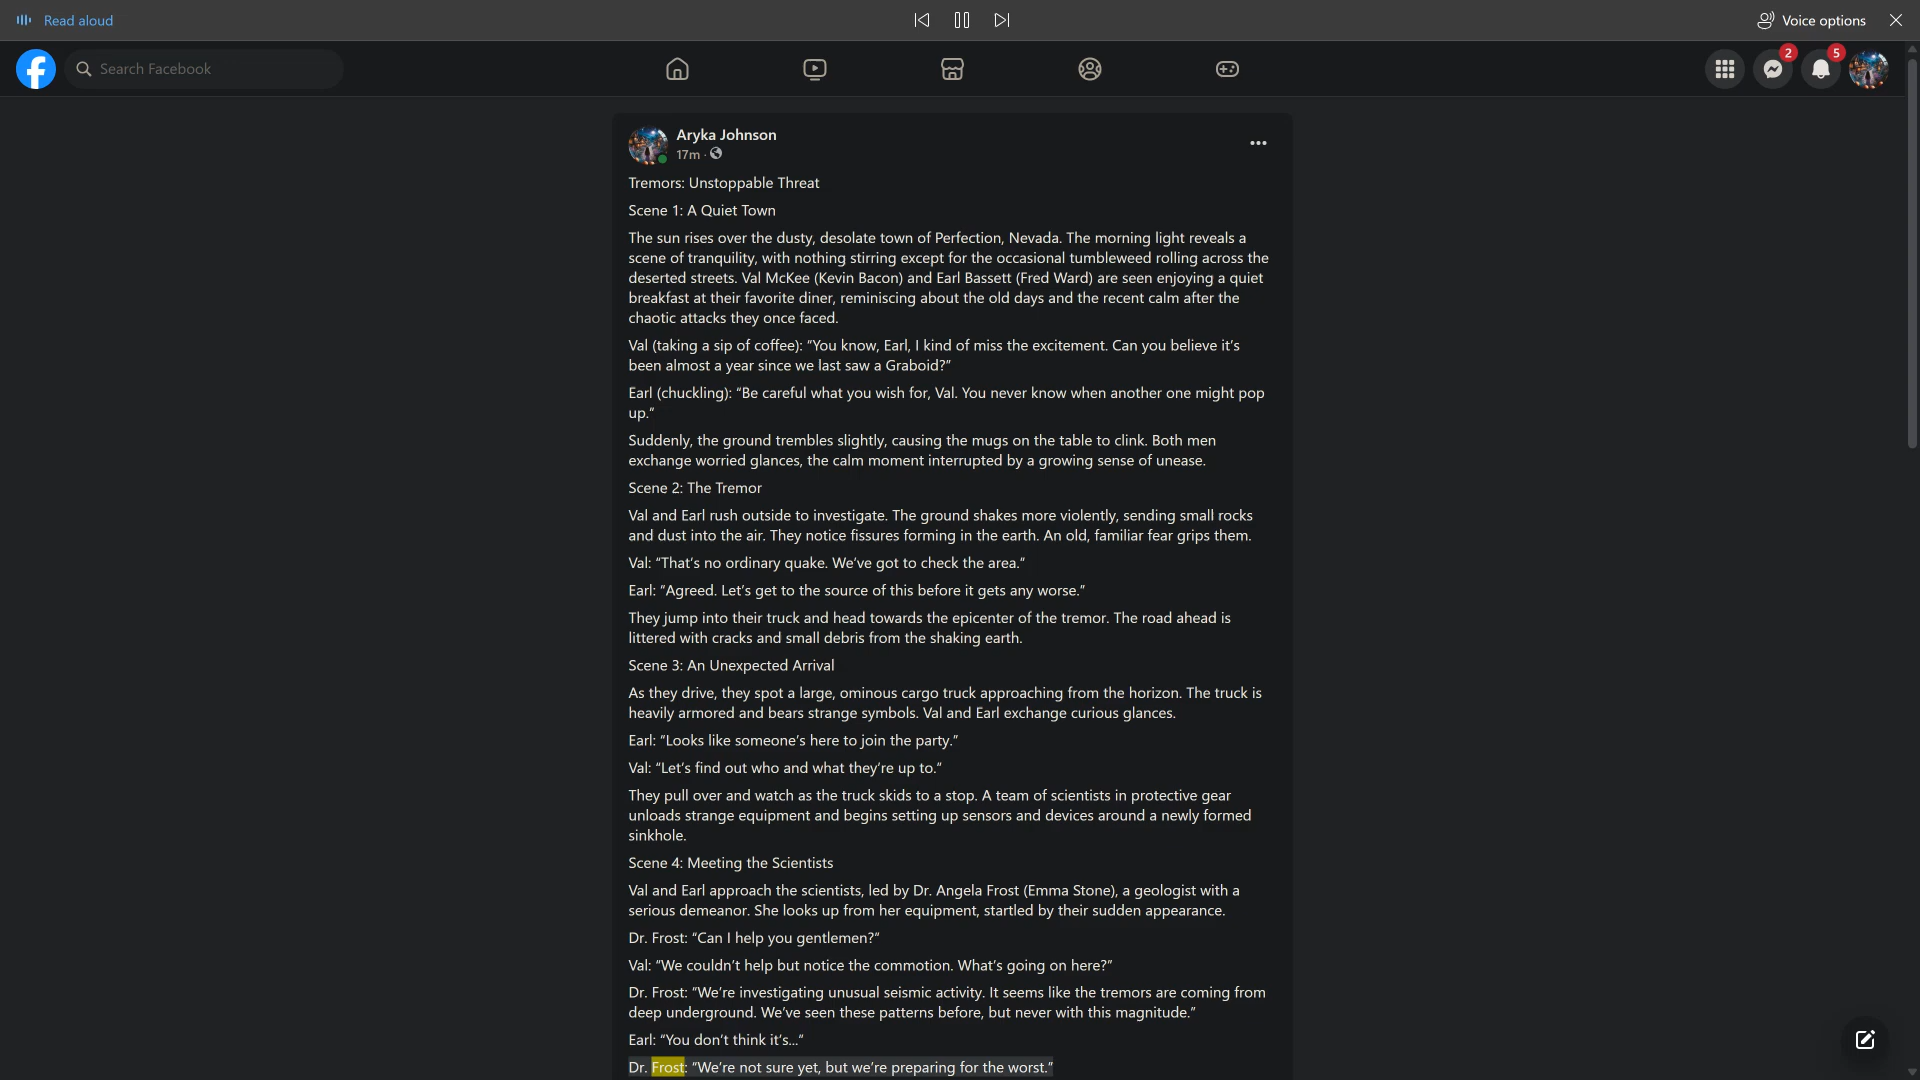 Read aloud
Voice options
Search Facebook
2
5
Aryka Johnson
17m ·
Tremors: Unstoppable Threat
Scene 1: A Quiet Town
The sun rises over the dusty, desolate town of Perfection, Nevada. The morning light reveals a
scene of tranquility, with nothing stirring except for the occasional tumbleweed rolling across the
deserted streets. Val McKee (Kevin Bacon) and Earl Bassett (Fred Ward) are seen enjoying a quiet
breakfast at their favorite diner, reminiscing about the old days and the recent calm after the
chaotic attacks they once faced.
Val (taking a sip of coffee): “You know, Earl, I kind of miss the excitement. Can you believe it’s
been almost a year since we last saw a Graboid?”
Earl (chuckling): “Be careful what you wish for, Val. You never know when another one might pop
up.”
Suddenly, the ground trembles slightly, causing the mugs on the table to clink. Both men
exchange worried glances, the calm moment interrupted by a growing sense of unease.
Scene 2: The Tremor
Val and Earl rush outside to investigate. The ground shakes more violently, sending small rocks
and dust into the air. They notice fissures forming in the earth. An old, familiar fear grips them.
Val: “That’s no ordinary quake. We’ve got to check the area.”
Earl: “Agreed. Let’s get to the source of this before it gets any worse.”
They jump into their truck and head towards the epicenter of the tremor. The road ahead is
littered with cracks and small debris from the shaking earth.
Scene 3: An Unexpected Arrival
As they drive, they spot a large, ominous cargo truck approaching from the horizon. The truck is
heavily armored and bears strange symbols. Val and Earl exchange curious glances.
Earl: “Looks like someone’s here to join the party.”
Val: “Let’s find out who and what they’re up to.”
They pull over and watch as the truck skids to a stop. A team of scientists in protective gear
unloads strange equipment and begins setting up sensors and devices around a newly formed
sinkhole.
Scene 4: Meeting the Scientists
Val and Earl approach the scientists, led by Dr. Angela Frost (Emma Stone), a geologist with a
serious demeanor. She looks up from her equipment, startled by their sudden appearance.
Dr. Frost: “Can I help you gentlemen?”
Val: “We couldn’t help but notice the commotion. What’s going on here?”
Dr. Frost: “We’re investigating unusual seismic activity. It seems like the tremors are coming from
deep underground. We’ve seen these patterns before, but never with this magnitude.”
Earl: “You don’t think it’s...”
Dr. Frost: “We’re not sure yet, but we’re preparing for the worst.”